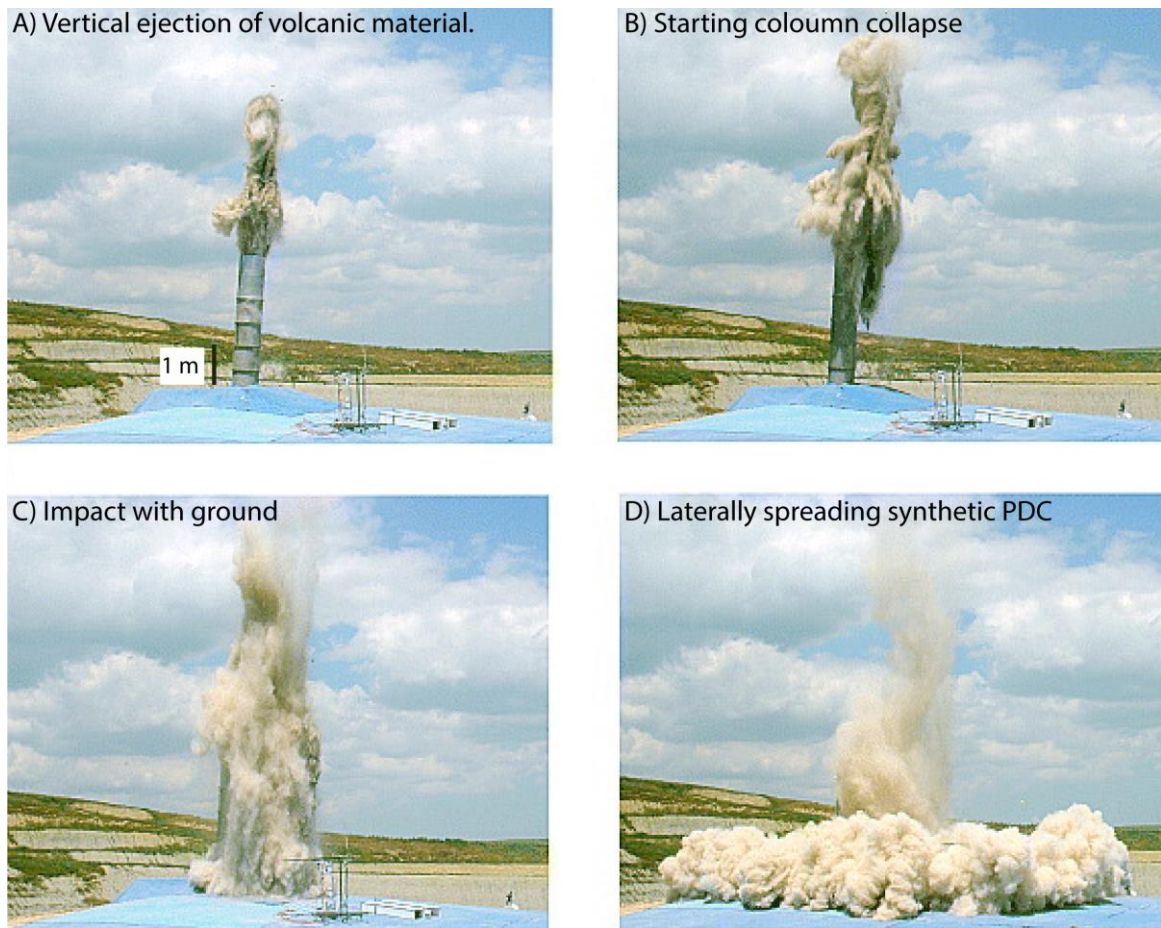 A) Vertical ejection of volcanic material.
B) Starting coloumn collapse
1 m
C) Impact with ground
D) Laterally spreading synthetic PDC